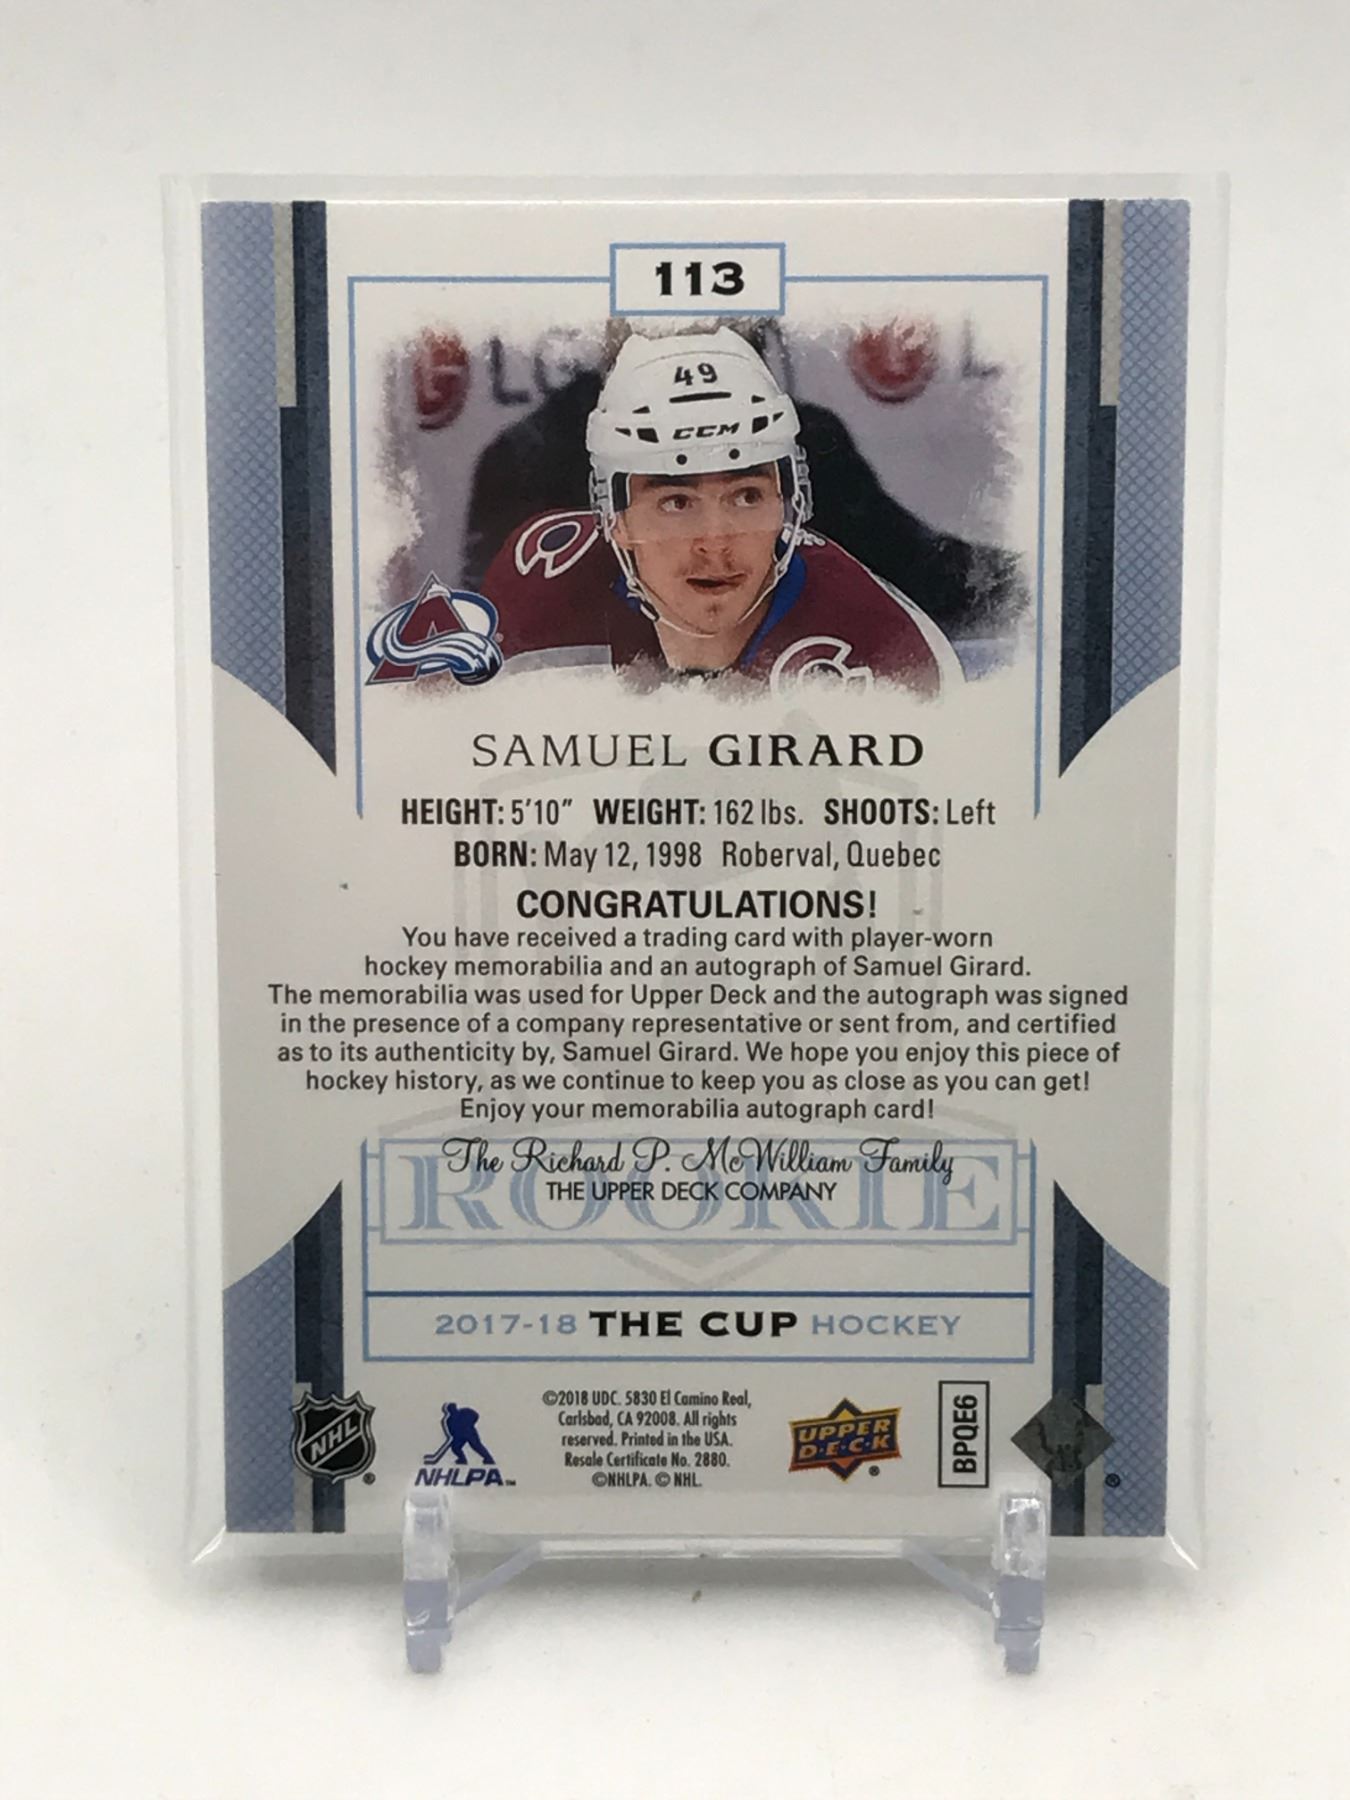 113
G LG
G L
49
CCM
SAMUEL GIRARD
HEIGHT: 5'10" WEIGHT: 162 lbs. SHOOTS: Left
BORN: May 12, 1998 Roberval, Quebec
CONGRATULATIONS!
You have received a trading card with player-worn
hockey memorabilia and an autograph of Samuel Girard.
The memorabilia was used for Upper Deck and the autograph was signed
in the presence of a company representative or sent from, and certified
as to its authenticity by, Samuel Girard. We hope you enjoy this piece of
hockey history, as we continue to keep you as close as you can get!
Enjoy your memorabilia autograph card!
The Richard P. McWilliam Family
THE UPPER DECK COMPANY
ROOKIE
2017-18 THE CUP HOCKEY
NHL ®
NHLPA™
©2018 UDC. 5830 El Camino Real,
Carlsbad, CA 92008. All rights
reserved. Printed in the USA.
Resale Certificate No. 2880.
©NHLPA. © NHL.
UPPER
D·E·C·K ®
BPQE6
®